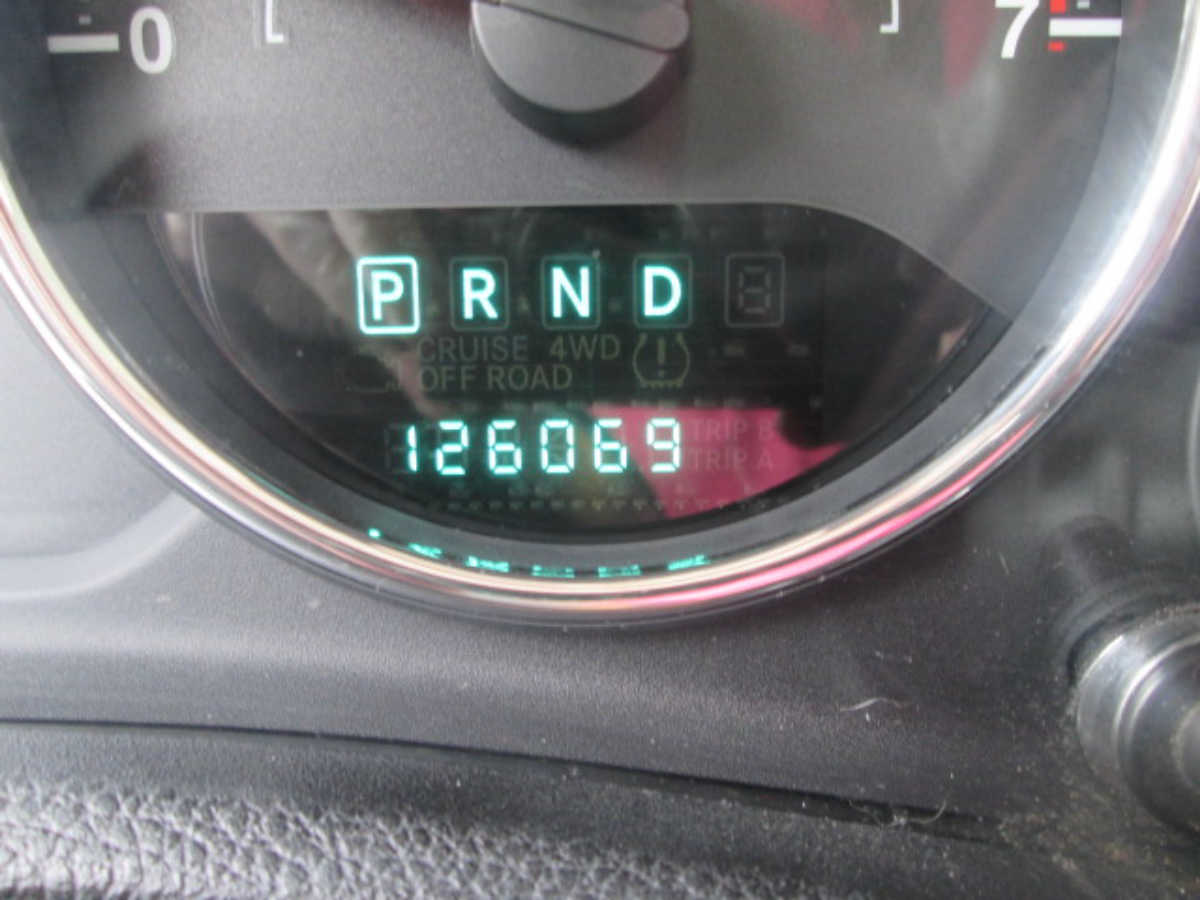 0 7
P R N D
CRUISE 4WD
OFF ROAD
126069 TRIP B
TRIP A